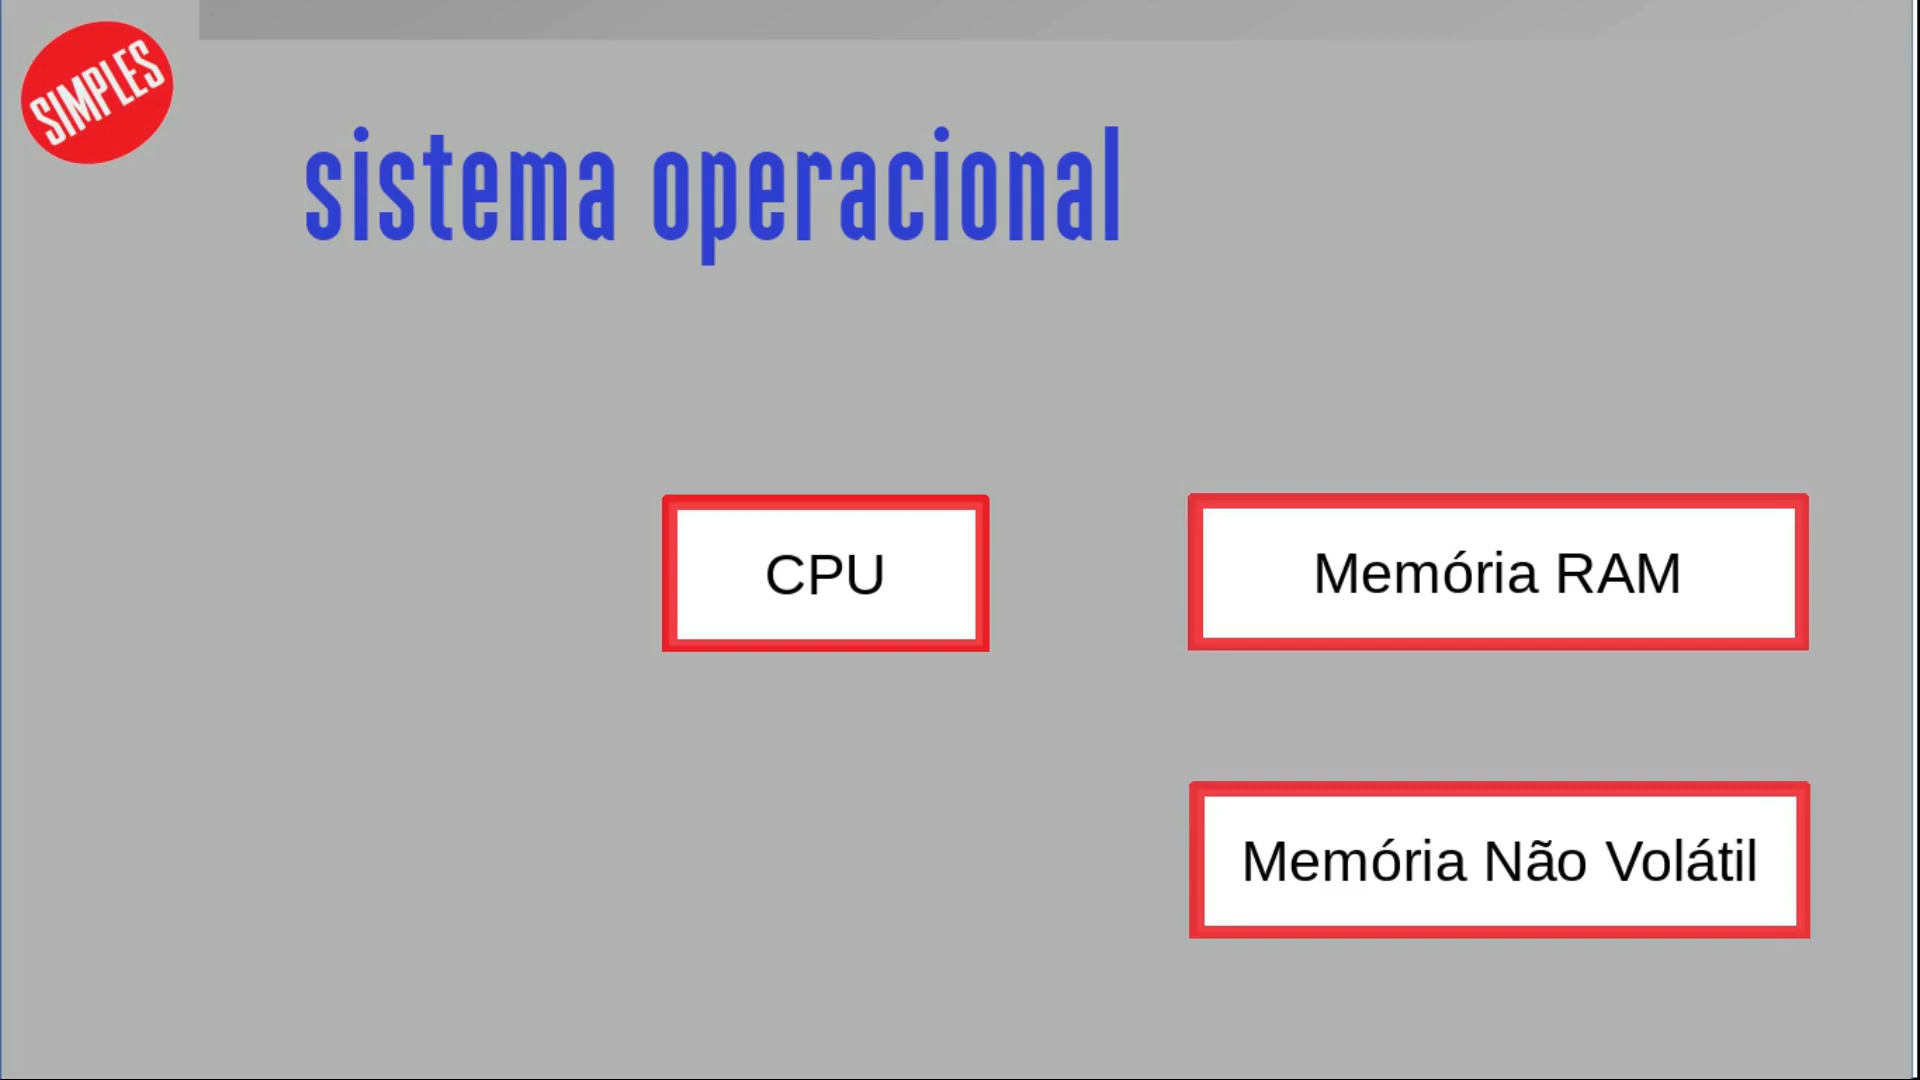 SIMPLES
sistema operacional
CPU
Memória RAM
Memória Não Volátil